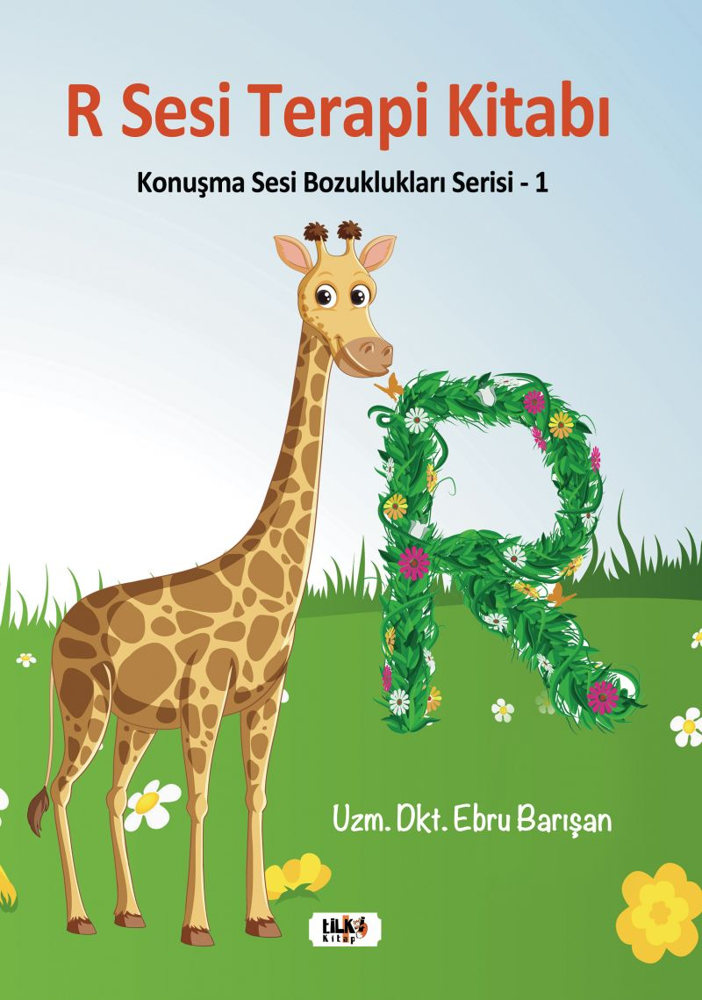 R Sesi Terapi Kitabı
Konuşma Sesi Bozuklukları Serisi - 1
R
Uzm. Dkt. Ebru Barışan
tiLKi
Kitap